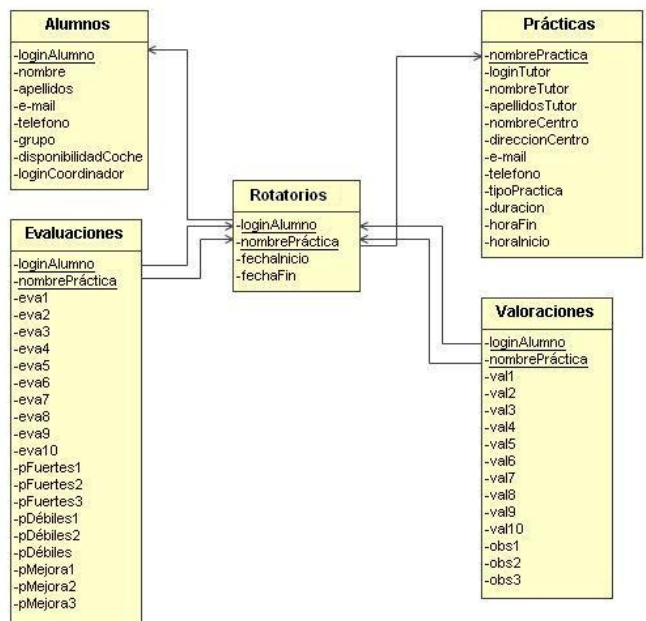 Alumnos
-loginAlumno
-nombre
-apellidos
-e-mail
-telefono
-grupo
-disponibilidadCoche
-loginCoordinador
Prácticas
-nombrePractica
-loginTutor
-nombreTutor
-apellidosTutor
-nombreCentro
-direccionCentro
-e-mail
-telefono
-tipoPractica
-duracion
-horaFin
-horaInicio
Rotatorios
-loginAlumno
-nombrePráctica
-fechaInicio
-fechaFin
Evaluaciones
-loginAlumno
-nombrePráctica
-eva1
-eva2
-eva3
-eva4
-eva5
-eva6
-eva7
-eva8
-eva9
-eva10
-pFuertes1
-pFuertes2
-pFuertes3
-pDébiles1
-pDébiles2
-pDébiles
-pMejora1
-pMejora2
-pMejora3
Valoraciones
-loginAlumno
-nombrePráctica
-val1
-val2
-val3
-val4
-val5
-val6
-val7
-val8
-val9
-val10
-obs1
-obs2
-obs3